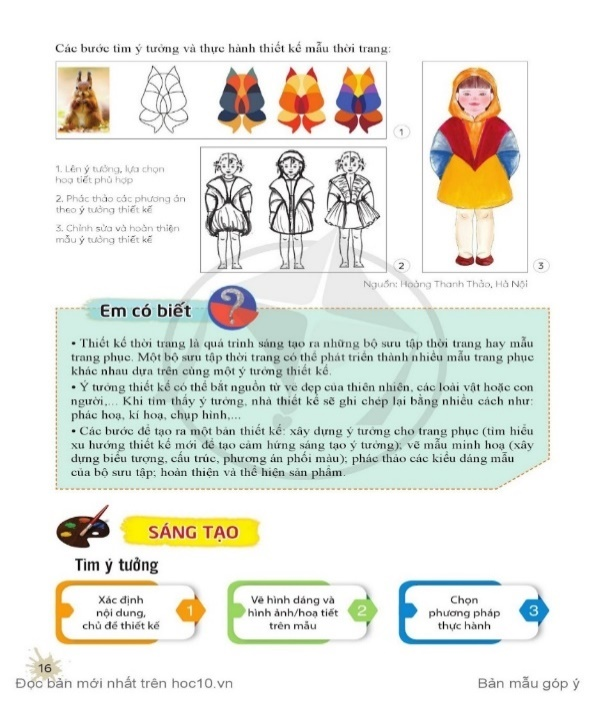 Các bước tìm ý tưởng và thực hành thiết kế mẫu thời trang:
1
1. Lên ý tưởng, lựa chọn
hoạ tiết phù hợp
2. Phác thảo các phương án
theo ý tưởng thiết kế
3. Chỉnh sửa và hoàn thiện
mẫu ý tưởng thiết kế
2
3
Nguồn: Hoàng Thanh Thảo, Hà Nội
Em có biết
?
• Thiết kế thời trang là quá trình sáng tạo ra những bộ sưu tập thời trang hay mẫu
trang phục. Một bộ sưu tập thời trang có thể phát triển thành nhiều mẫu trang phục
khác nhau dựa trên cùng một ý tưởng thiết kế.
• Ý tưởng thiết kế có thể bắt nguồn từ vẻ đẹp của thiên nhiên, các loài vật hoặc con
người,... Khi tìm thấy ý tưởng, nhà thiết kế sẽ ghi chép lại bằng nhiều cách như:
phác hoạ, kí hoạ, chụp hình,...
• Các bước để tạo ra một bản thiết kế: xây dựng ý tưởng cho trang phục (tìm hiểu
xu hướng thiết kế mới để tạo cảm hứng sáng tạo ý tưởng); vẽ mẫu minh hoạ (xây
dựng biểu tượng, cấu trúc, phương án phối màu); phác thảo các kiểu dáng mẫu
của bộ sưu tập; hoàn thiện và thể hiện sản phẩm.
SÁNG TẠO
Tìm ý tưởng
Xác định
nội dung,
chủ đề thiết kế
1
Vẽ hình dáng và
hình ảnh/hoạ tiết
trên mẫu
2
Chọn
phương pháp
thực hành
3
16
Đọc bản mới nhất trên hoc10.vn
Bản mẫu góp ý